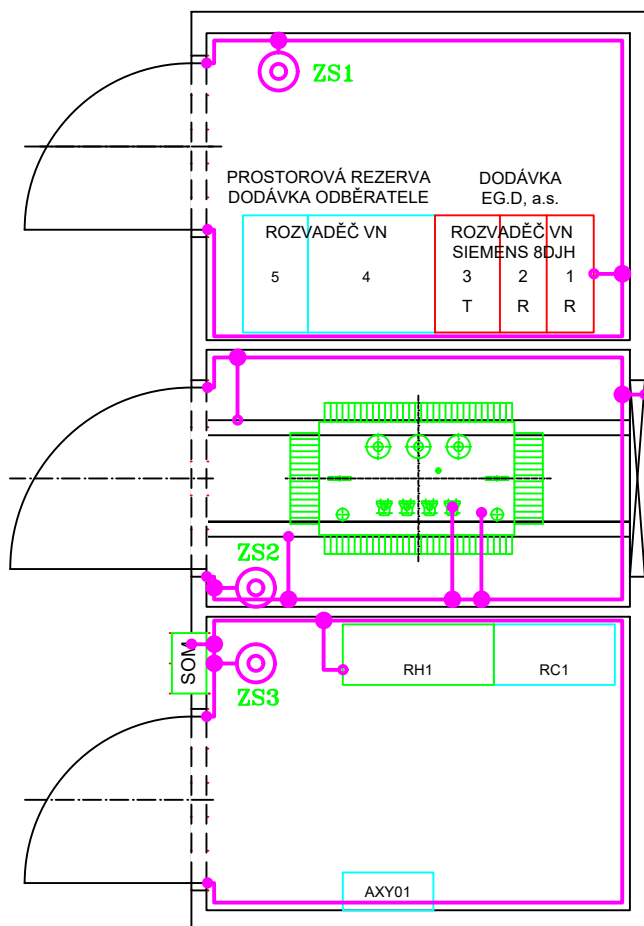 ZS1
PROSTOROVÁ REZERVA
DODÁVKA ODBĚRATELE
DODÁVKA
EG.D, a.s.
ROZVADĚČ VN
ROZVADĚČ VN
SIEMENS 8DJH
5
4
3
2
1
T
R
R
ZS2
SOM
ZS3
RH1
RC1
AXY01